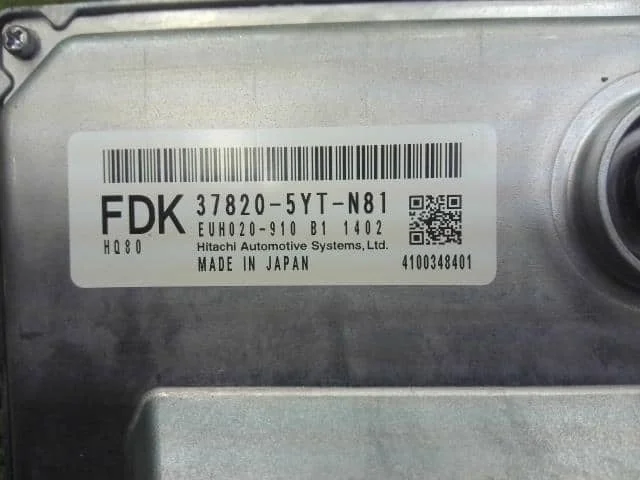 FDK 37820-5YT-N81
HQ80 EUH020-910 B1 1402
Hitachi Automotive Systems, Ltd.
MADE IN JAPAN 4100348401